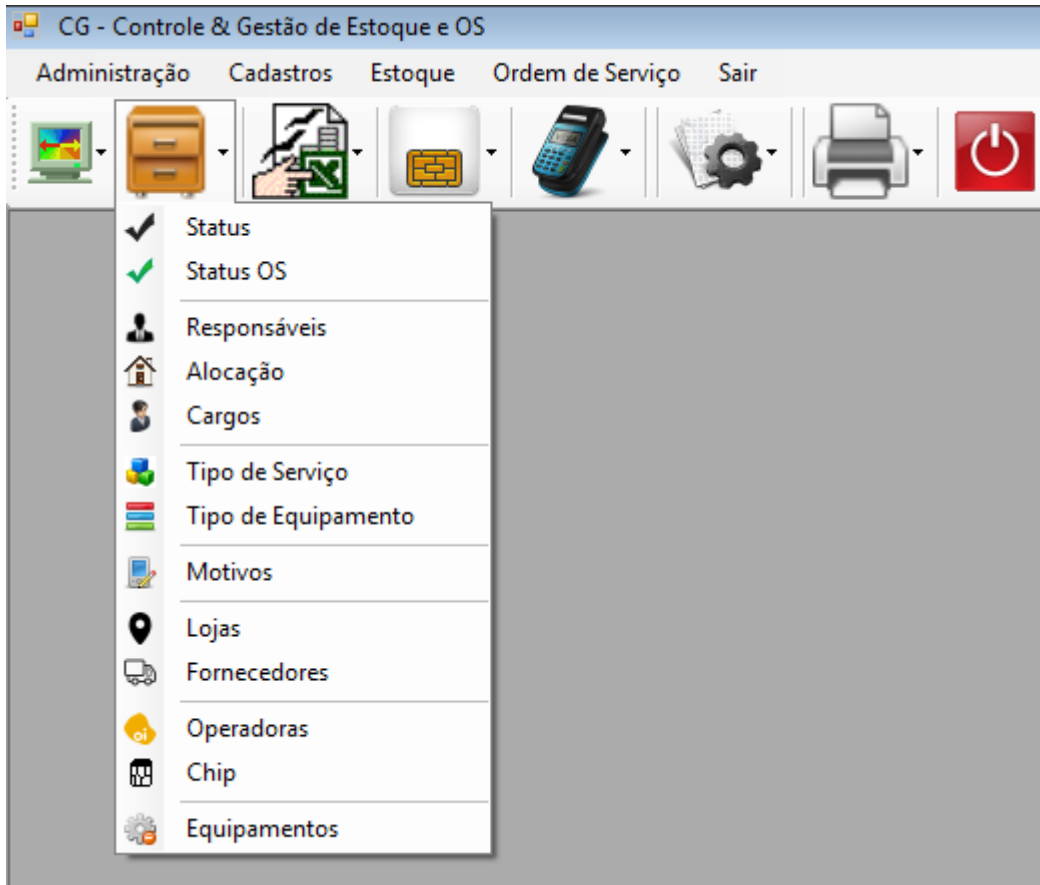 CG - Controle & Gestão de Estoque e OS
Administração Cadastros Estoque Ordem de Serviço Sair
Status
Status OS
Responsáveis
Alocação
Cargos
Tipo de Serviço
Tipo de Equipamento
Motivos
Lojas
Fornecedores
oi Operadoras
Chip
Equipamentos